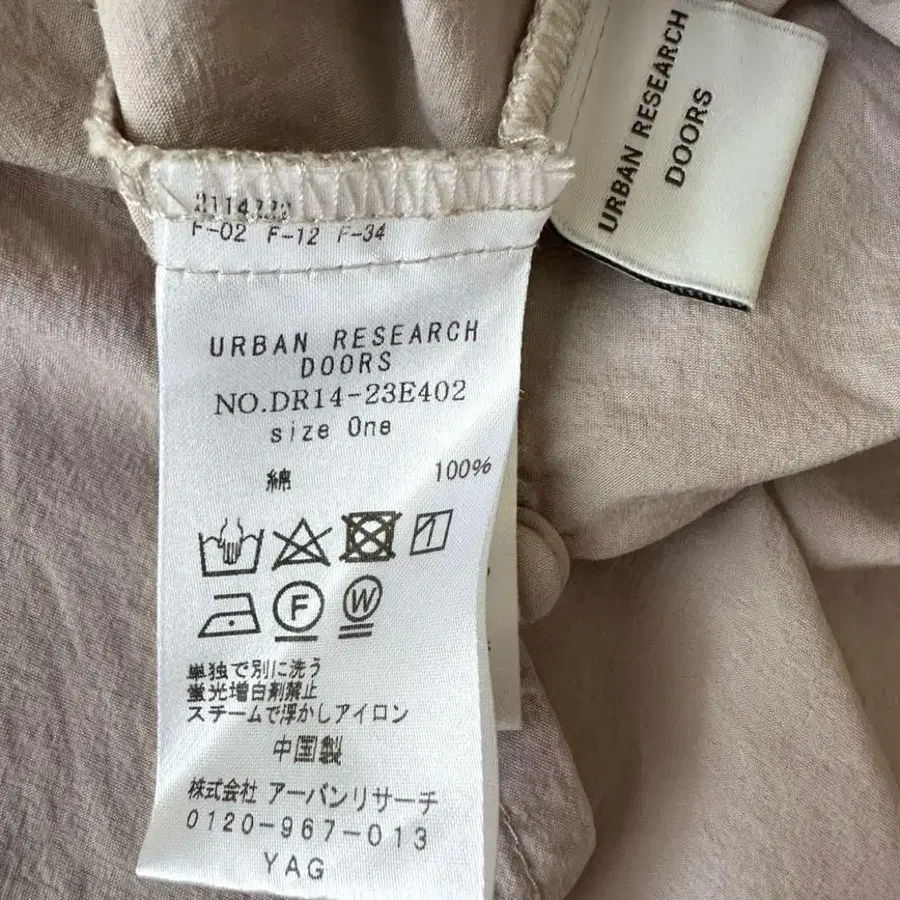 F-02 F-12 F-34
URBAN RESEARCH
DOORS
NO.DR14-23E402
size One
綿 100%
F
W
単独で別に洗う
蛍光増白剤禁止
スチームで浮かしアイロン
中国製
株式会社 アーバンリサーチ
0120-967-013
YAG
URBAN RESEARCH
DOORS